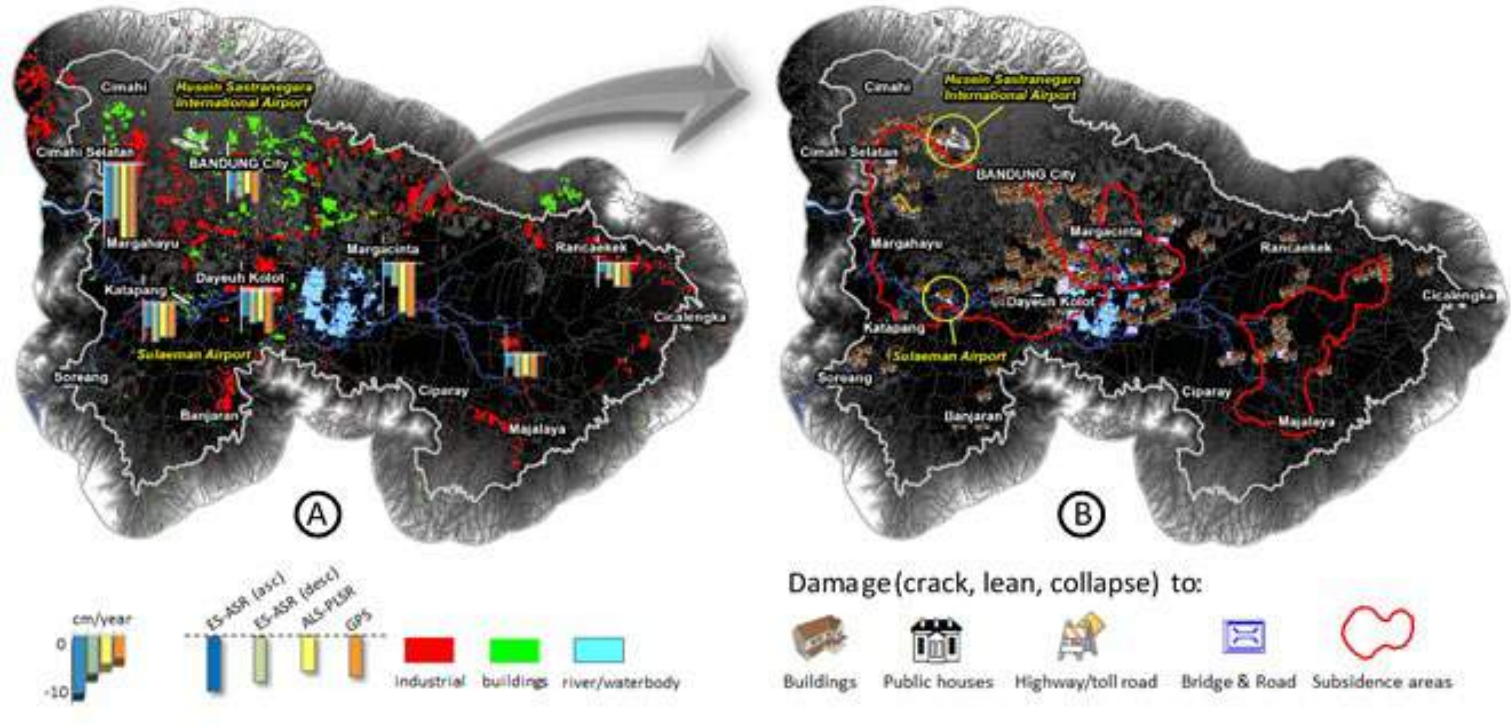 Cimahi
Husein Sastranegara
International Airport
Cimahi Selatan
BANDUNG City
Margahayu
Margacinta
Rancaekek
Dayeuh Kolot
Katapang
Cicalengka
Sulaeman Airport
Soreang
Ciparay
Banjaran
Majalaya
A
cm/year
0
-10
ES-ASR (asc)
ES-ASR (desc)
ALS-PLSR
GPS
industrial
buildings
river/waterbody
Cimahi
Husein Sastranegara
International Airport
Cimahi Selatan
BANDUNG City
Margahayu
Margacinta
Rancaekek
Dayeuh Kolot
Cicalengka
Katapang
Sulaeman Airport
Soreang
Ciparay
Banjaran
Majalaya
B
Damage (crack, lean, collapse) to:
Buildings
Public houses
Highway/toll road
Bridge & Road
Subsidence areas